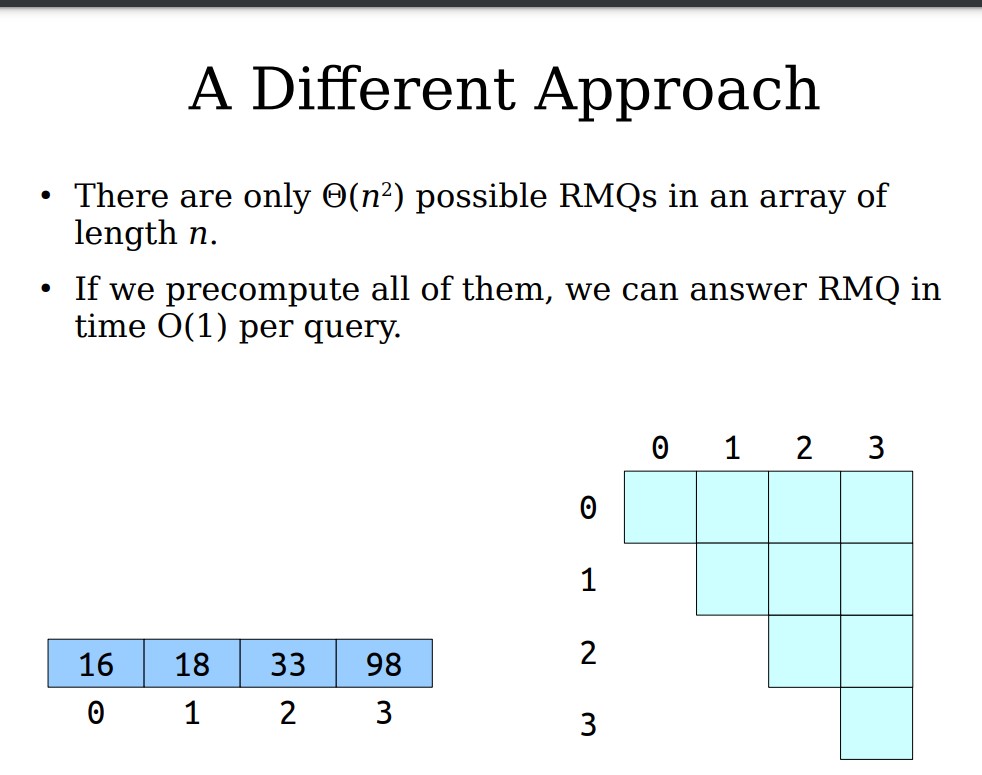 A Different Approach
• There are only Θ(n²) possible RMQs in an array of
length n.
• If we precompute all of them, we can answer RMQ in
time O(1) per query.
0 1 2 3
0
1
2
3
16 18 33 98
0 1 2 3